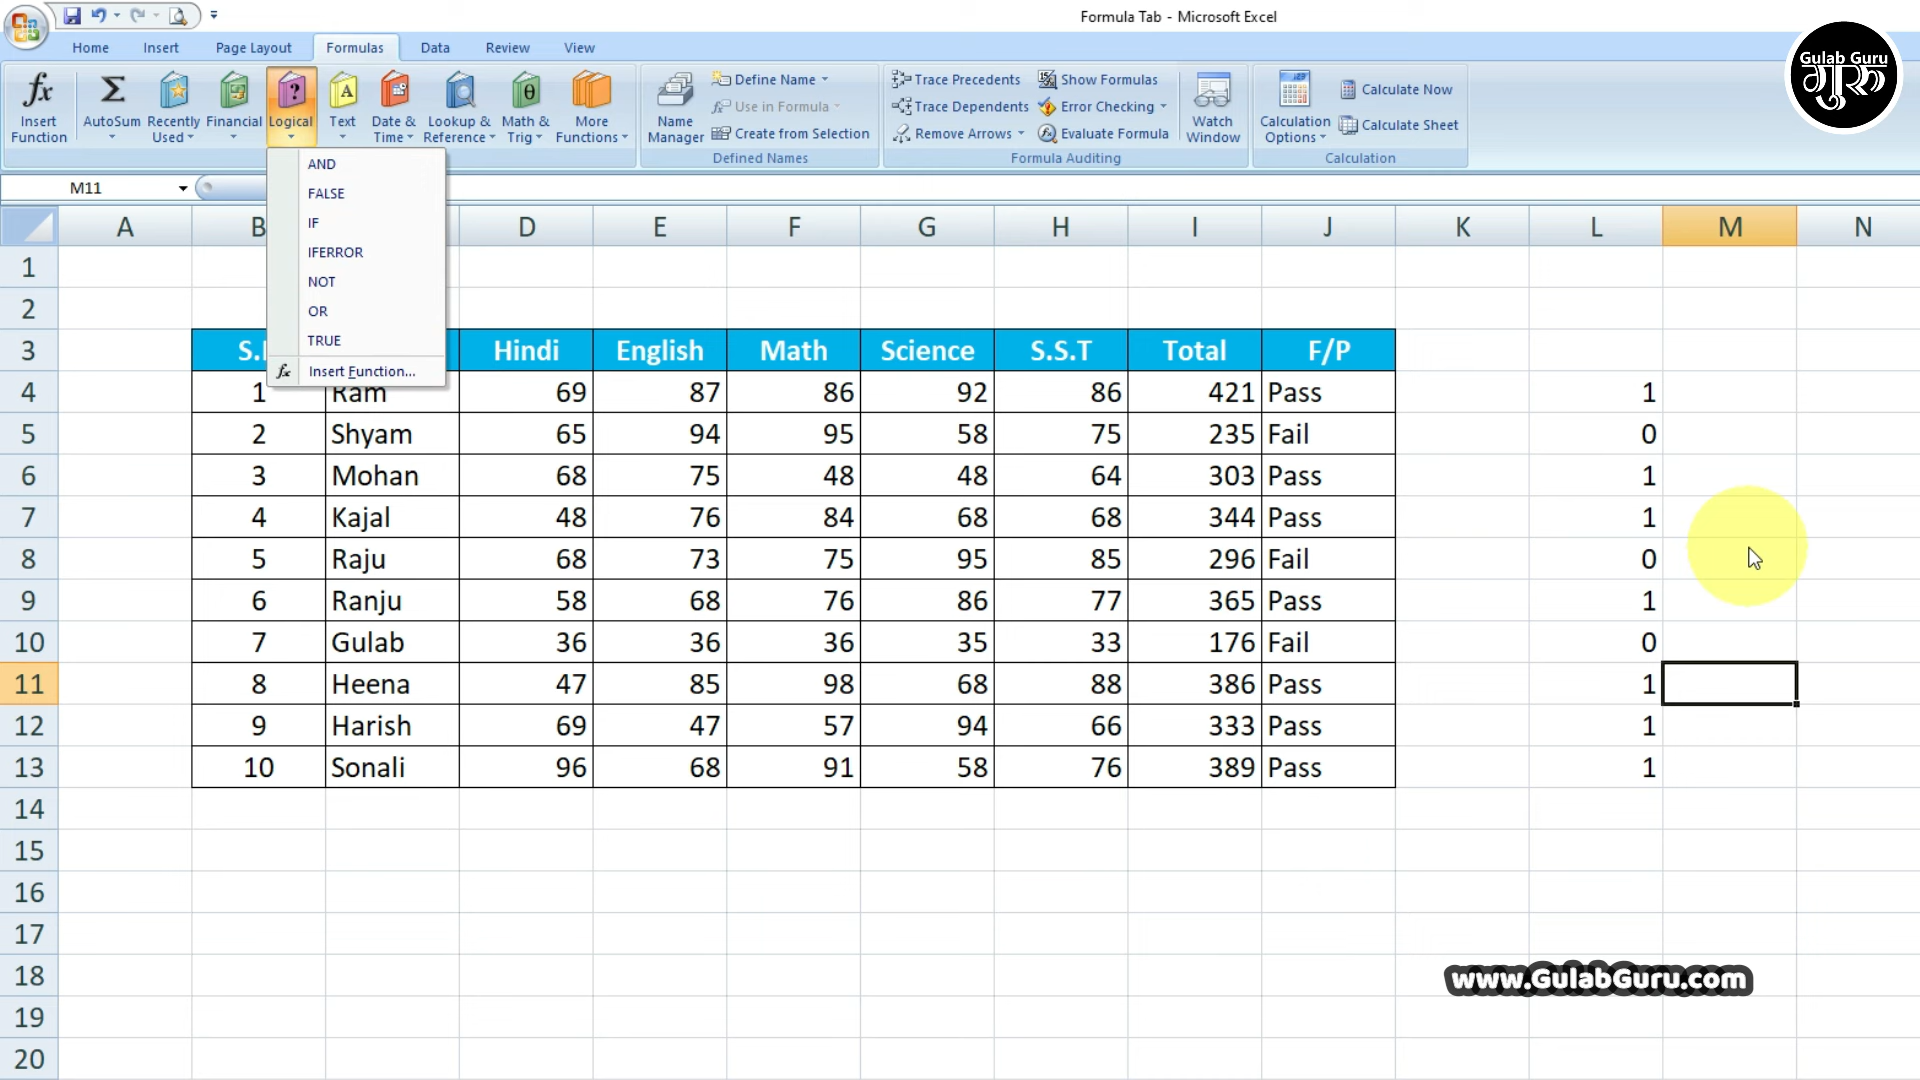 Formula Tab - Microsoft Excel
Home Insert Page Layout Formulas Data Review View
Gulab Guru
गुरु
fx Insert Function
Σ AutoSum
Recently Used
Financial
Logical
Text
Date & Time
Lookup & Reference
Math & Trig
More Functions
Name Manager
Define Name
Use in Formula
Create from Selection
Defined Names
Trace Precedents
Trace Dependents
Remove Arrows
Show Formulas
Error Checking
Evaluate Formula
Formula Auditing
Watch Window
Calculation Options
Calculate Now
Calculate Sheet
Calculation
M11
AND
FALSE
IF
IFERROR
NOT
OR
TRUE
fx Insert Function...
A B D E F G H I J K L M N
1
2
3 Hindi English Math Science S.S.T Total F/P
4 1 Ram 69 87 86 92 86 421 Pass 1
5 2 Shyam 65 94 95 58 75 235 Fail 0
6 3 Mohan 68 75 48 48 64 303 Pass 1
7 4 Kajal 48 76 84 68 68 344 Pass 1
8 5 Raju 68 73 75 95 85 296 Fail 0
9 6 Ranju 58 68 76 86 77 365 Pass 1
10 7 Gulab 36 36 36 35 33 176 Fail 0
11 8 Heena 47 85 98 68 88 386 Pass 1
12 9 Harish 69 47 57 94 66 333 Pass 1
13 10 Sonali 96 68 91 58 76 389 Pass 1
14
15
16
17
18
www.GulabGuru.com
19
20